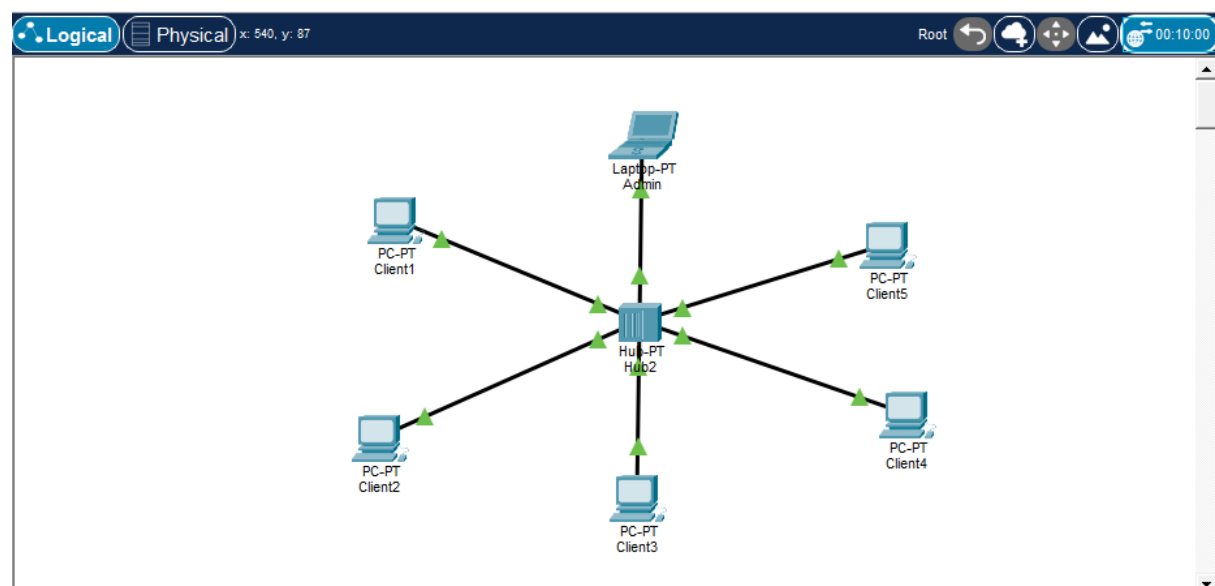 Logical Physical x: 540, y: 87 Root 00:10:00
Laptop-PT
Admin
PC-PT
Client1
PC-PT
Client5
Hub-PT
Hub2
PC-PT
Client2
PC-PT
Client4
PC-PT
Client3